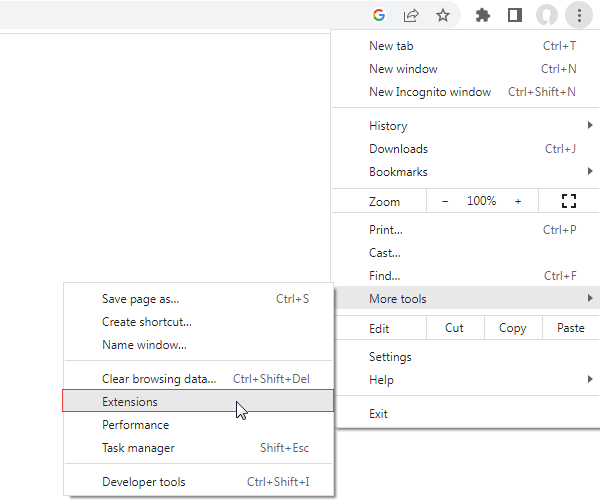 New tab Ctrl+T
New window Ctrl+N
New Incognito window Ctrl+Shift+N
History
Downloads Ctrl+J
Bookmarks
Zoom − 100% +
Print... Ctrl+P
Cast...
Find... Ctrl+F
More tools
Edit Cut Copy Paste
Settings
Help
Exit
Save page as... Ctrl+S
Create shortcut...
Name window...
Clear browsing data... Ctrl+Shift+Del
Extensions
Performance
Task manager Shift+Esc
Developer tools Ctrl+Shift+I